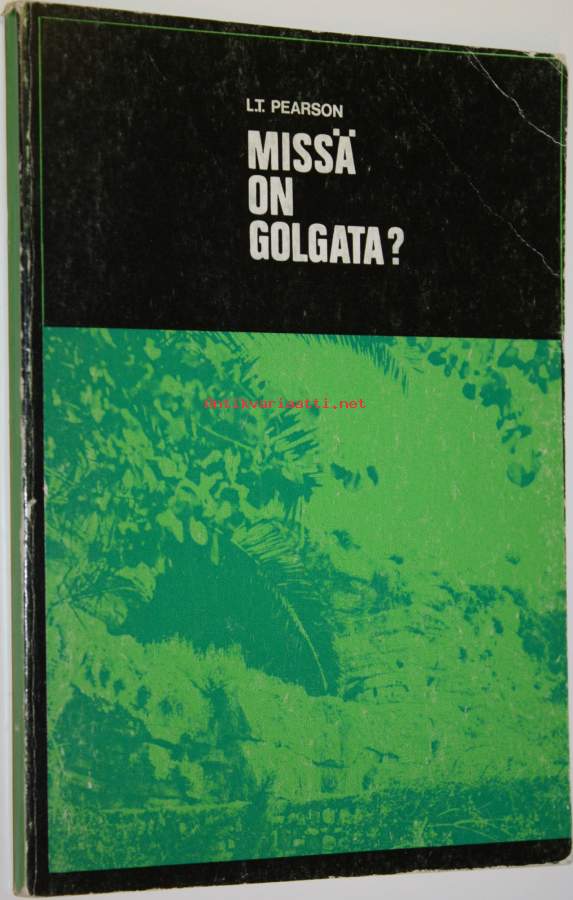 L.T. PEARSON
MISSÄ
ON
GOLGATA?
antikvariaatti.net